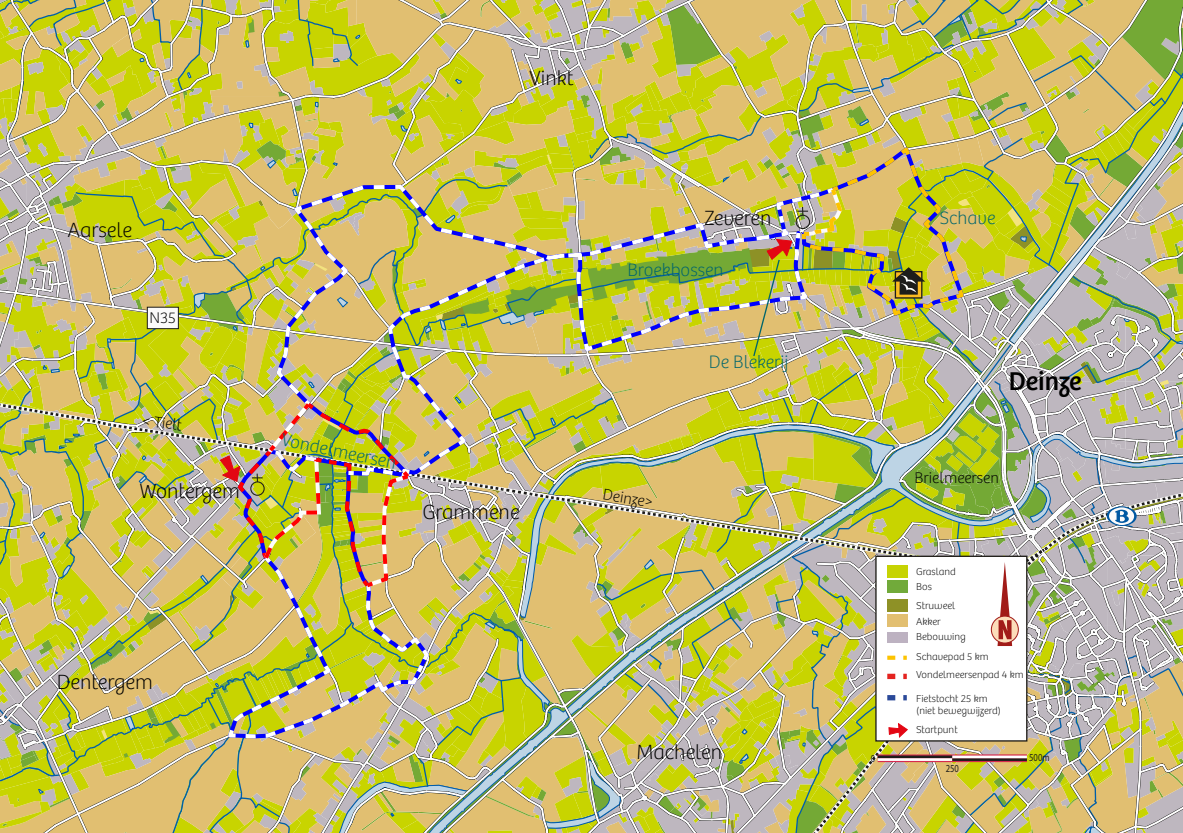 Vinkt
Zeveren
Schave
Aarsele
Broekbossen
N35
De Blekerij
Deinze
<Tielt
Vondelmeersen
Wontergem
Brielmeersen
Deinze>
Grammene
B
Grasland
Bos
Struweel
Akker
Bebouwing
N
Schavepad 5 km
Vondelmeersenpad 4 km
Fietstocht 25 km
(niet bewegwijzerd)
Startpunt
Dentergem
Machelen
500m
250